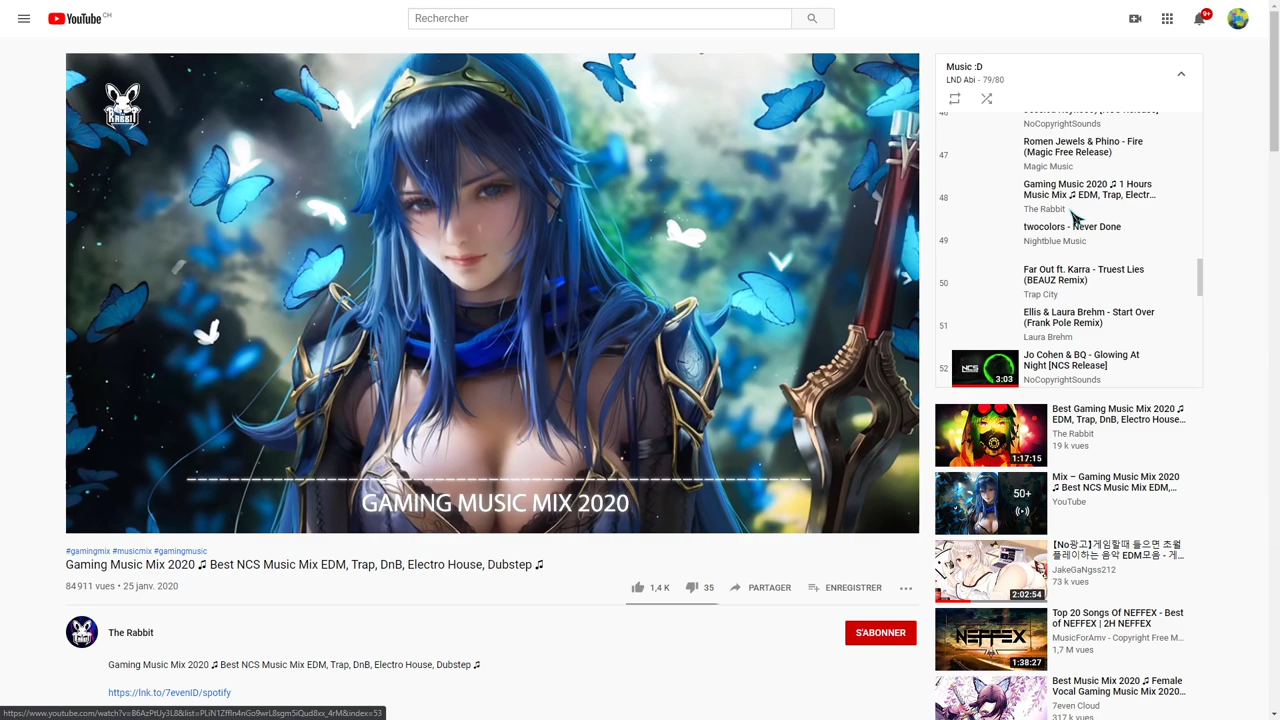 YouTube CH
Rechercher
9+
RABBIT
GAMING MUSIC MIX 2020
#gamingmix #musicmix #gamingmusic
Gaming Music Mix 2020 ♫ Best NCS Music Mix EDM, Trap, DnB, Electro House, Dubstep ♫
84 911 vues • 25 janv. 2020
1,4 K
35
PARTAGER
ENREGISTRER
The Rabbit
S'ABONNER
Gaming Music Mix 2020 ♫ Best NCS Music Mix EDM, Trap, DnB, Electro House, Dubstep ♫
https://lnk.to/7evenID/spotify
Music :D
LND Abi - 79/80
46
NoCopyrightSounds
47
Romen Jewels & Phino - Fire
(Magic Free Release)
Magic Music
48
Gaming Music 2020 ♫ 1 Hours
Music Mix ♫ EDM, Trap, Electr...
The Rabbit
49
twocolors - Never Done
Nightblue Music
50
Far Out ft. Karra - Truest Lies
(BEAUZ Remix)
Trap City
51
Ellis & Laura Brehm - Start Over
(Frank Pole Remix)
Laura Brehm
52
NCS
3:03
Jo Cohen & BQ - Glowing At
Night [NCS Release]
NoCopyrightSounds
1:17:15
Best Gaming Music Mix 2020 ♫
EDM, Trap, DnB, Electro House...
The Rabbit
19 k vues
50+
Mix – Gaming Music Mix 2020
♫ Best NCS Music Mix EDM,...
YouTube
2:02:54
【No광고】게임할때 들으면 초월
플레이하는 음악 EDM모음 - 게...
JakeGaNgss212
73 k vues
NEFFEX
1:38:27
Top 20 Songs Of NEFFEX - Best
of NEFFEX | 2H NEFFEX
MusicForAmv - Copyright Free M...
1,7 M vues
Best Music Mix 2020 ♫ Female
Vocal Gaming Music Mix 2020...
7even Cloud
317 k vues